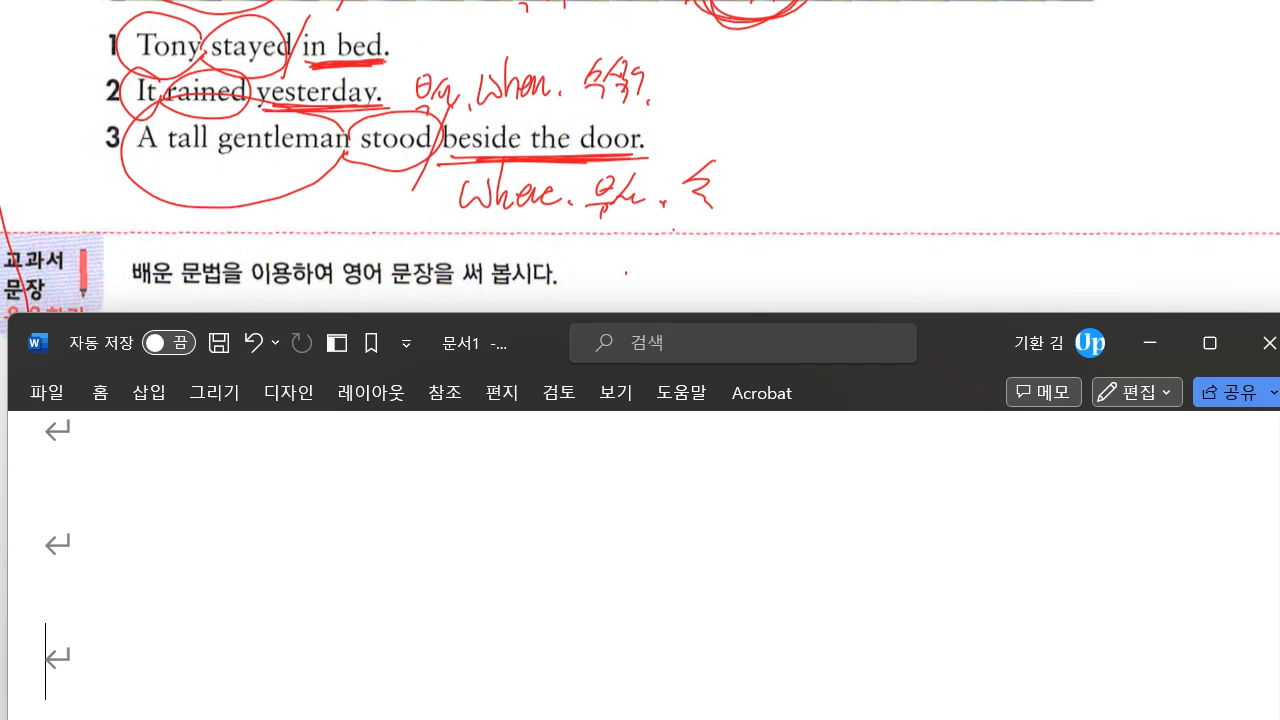 1 Tony stayed in bed.
2 It rained yesterday. when.
3 A tall gentleman stood beside the door.
where.
교과서
문장
배운 문법을 이용하여 영어 문장을 써 봅시다.
자동 저장 끔 문서1 -... 검색 기환 김 Up
파일 홈 삽입 그리기 디자인 레이아웃 참조 편지 검토 보기 도움말 Acrobat 메모 편집 공유